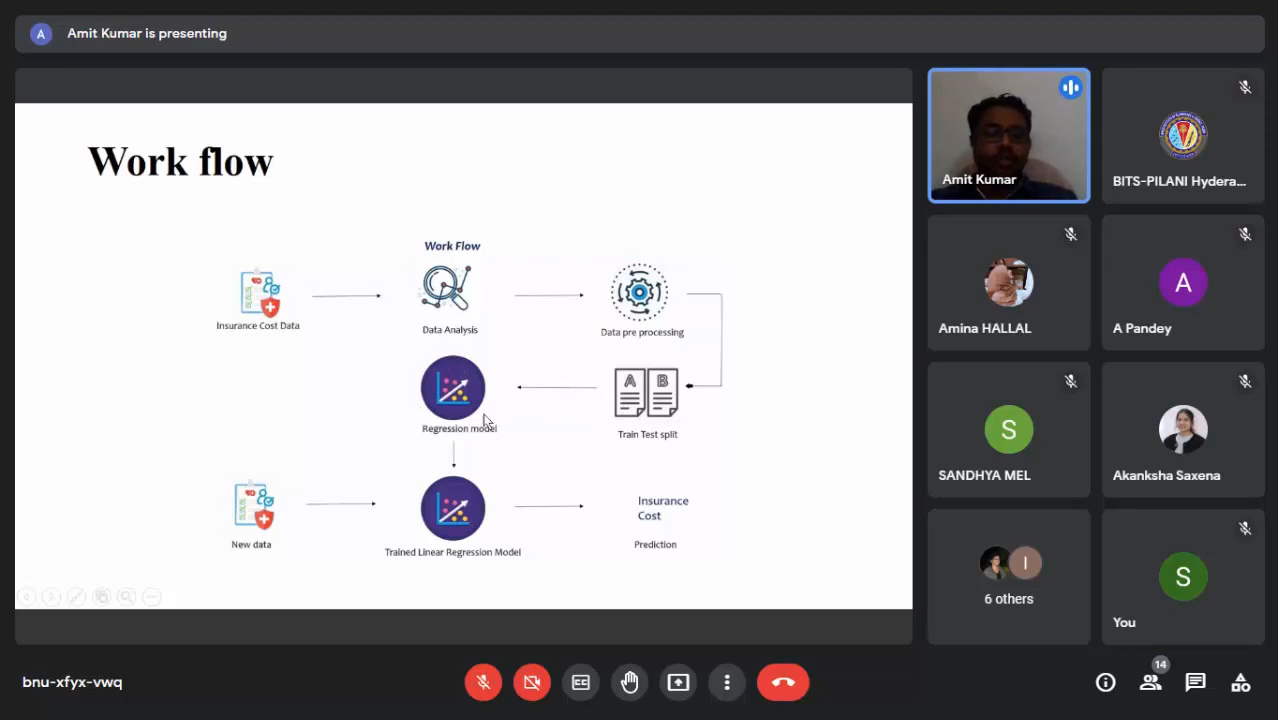 A
Amit Kumar is presenting
Work flow
Work Flow
Insurance Cost Data
Data Analysis
Data pre processing
A B
Regression model
Train Test split
Insurance
Cost
New data
Trained Linear Regression Model
Prediction
Amit Kumar
BITS-PILANI Hydera...
Amina HALLAL
A
A Pandey
S
SANDHYA MEL
Akanksha Saxena
I
6 others
S
You
bnu-xfyx-vwq
CC
14